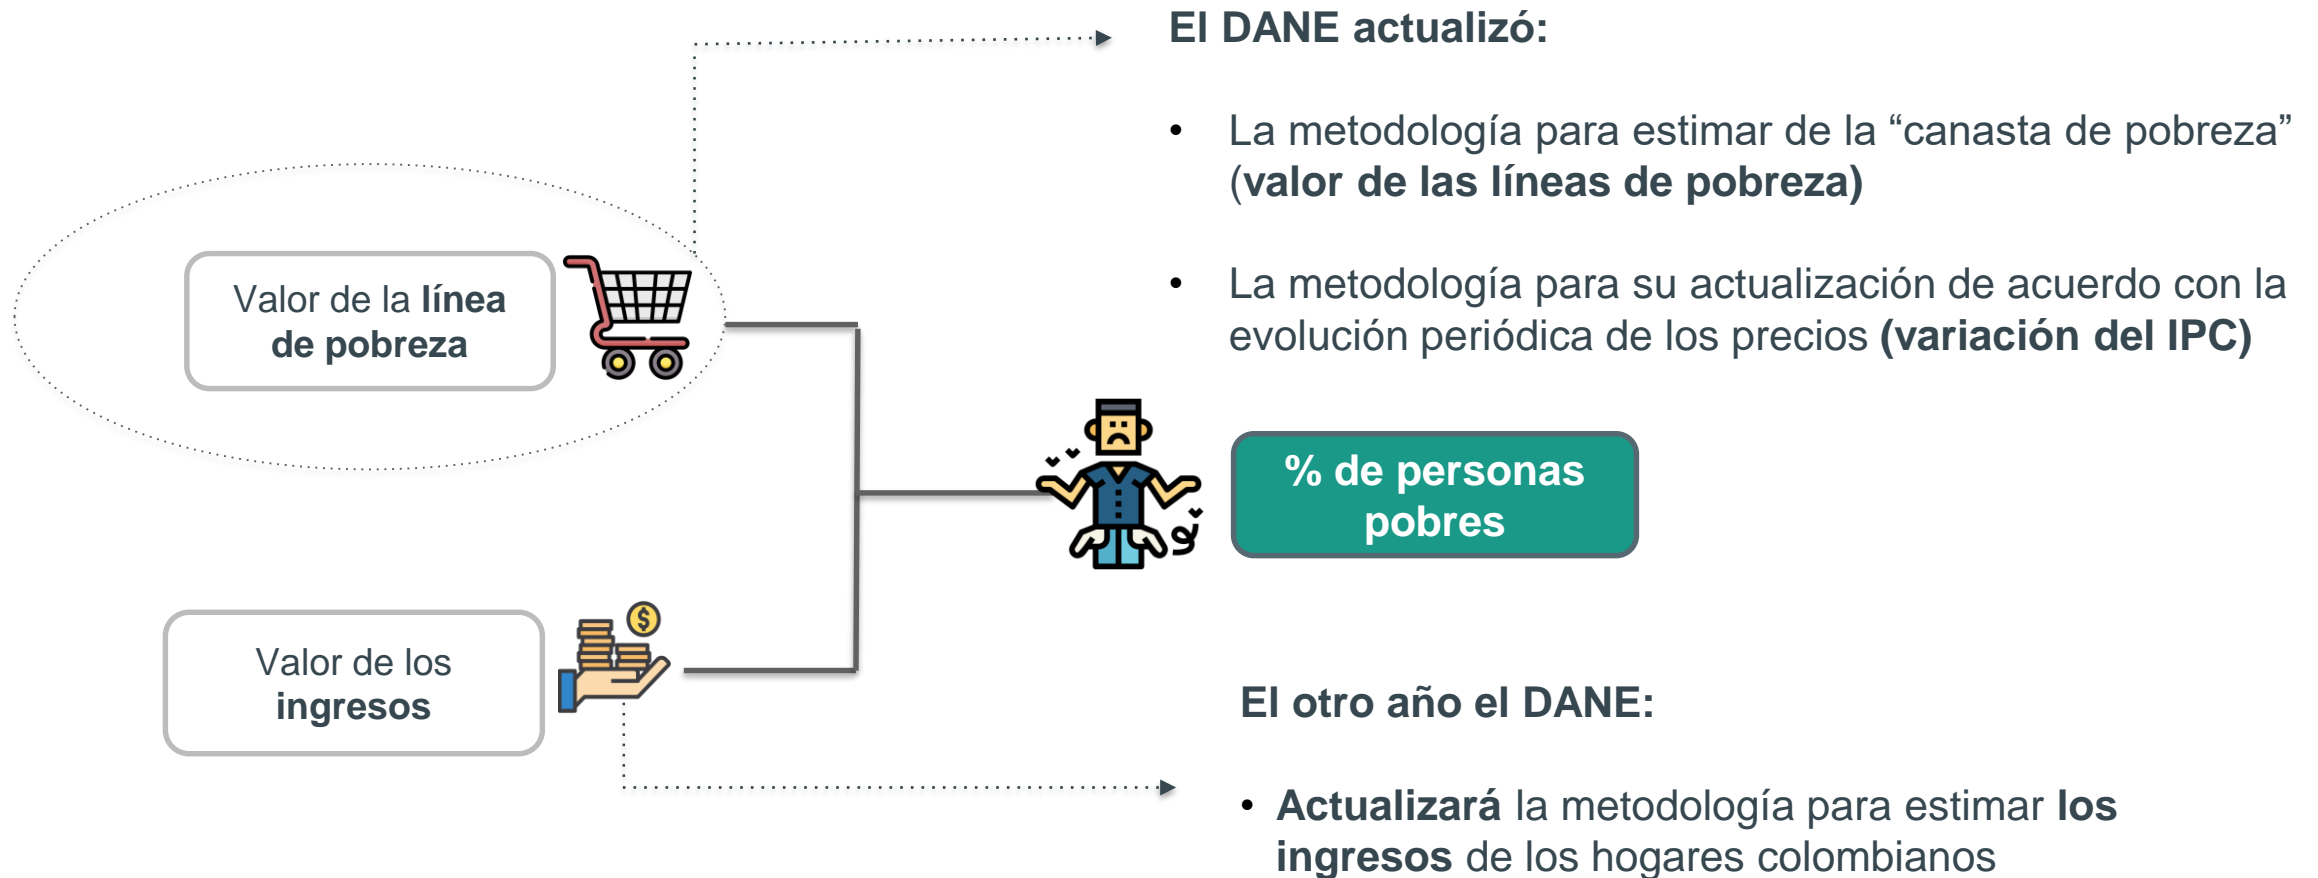 El DANE actualizó:
• La metodología para estimar de la “canasta de pobreza”
(valor de las líneas de pobreza)
• La metodología para su actualización de acuerdo con la
evolución periódica de los precios (variación del IPC)
Valor de la línea
de pobreza
$
% de personas
pobres
Valor de los
ingresos
El otro año el DANE:
• Actualizará la metodología para estimar los
ingresos de los hogares colombianos